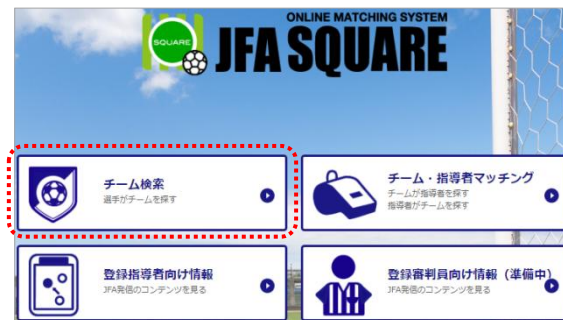 ONLINE MATCHING SYSTEM
SQUARE
JFA SQUARE
チーム検索
選手がチームを探す
チーム・指導者マッチング
チームが指導者を探す
指導者がチームを探す
登録指導者向け情報
JFA発信のコンテンツを見る
登録審判員向け情報（準備中）
JFA発信のコンテンツを見る